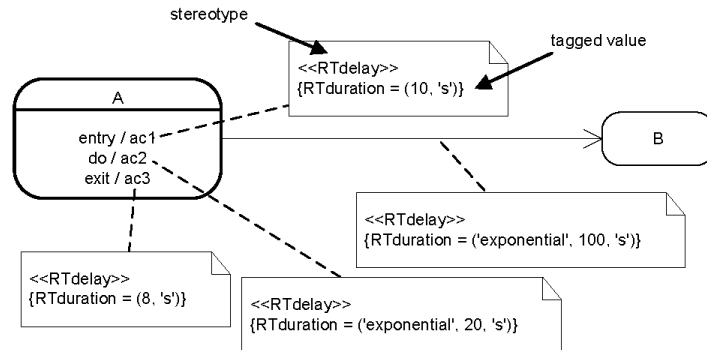 stereotype
tagged value
<<RTdelay>>
{RTduration = (10, 's')}
A
entry / ac1
do / ac2
exit / ac3
B
<<RTdelay>>
{RTduration = ('exponential', 100, 's')}
<<RTdelay>>
{RTduration = (8, 's')}
<<RTdelay>>
{RTduration = ('exponential', 20, 's')}